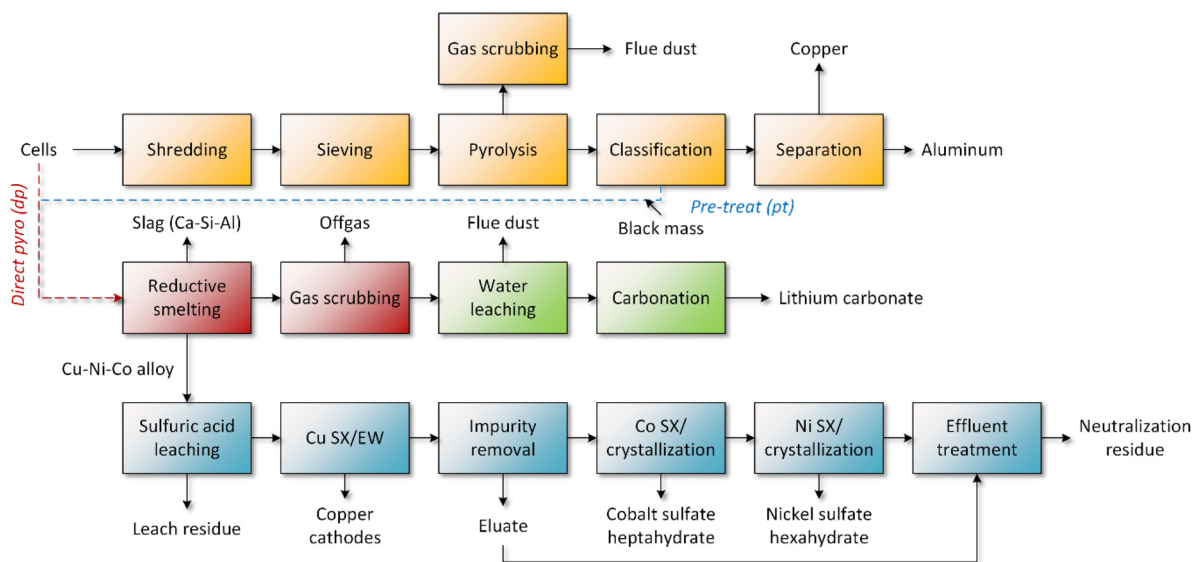 Gas scrubbing
Flue dust
Copper
Cells
Shredding
Sieving
Pyrolysis
Classification
Separation
Aluminum
Direct pyro (dp)
Pre-treat (pt)
Black mass
Slag (Ca-Si-Al)
Offgas
Flue dust
Reductive
smelting
Gas scrubbing
Water
leaching
Carbonation
Lithium carbonate
Cu-Ni-Co alloy
Sulfuric acid
leaching
Cu SX/EW
Impurity
removal
Co SX/
crystallization
Ni SX/
crystallization
Effluent
treatment
Neutralization
residue
Leach residue
Copper
cathodes
Eluate
Cobalt sulfate
heptahydrate
Nickel sulfate
hexahydrate